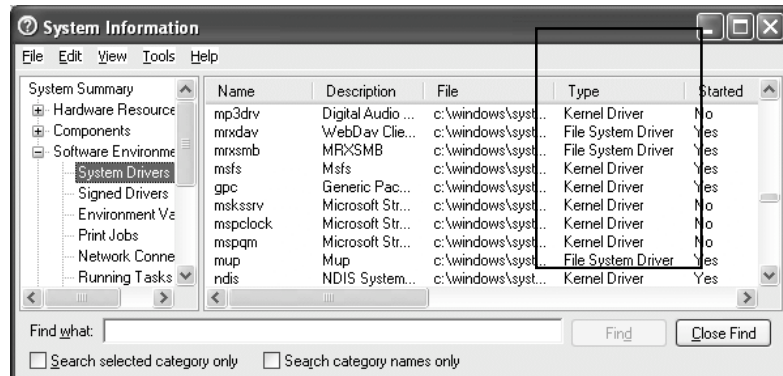 System Information
File Edit View Tools Help
System Summary
Hardware Resource
Components
Software Environme
System Drivers
Signed Drivers
Environment Va
Print Jobs
Network Conne
Running Tasks
Name Description File Type Started
mp3drv Digital Audio ... c:\windows\syst... Kernel Driver No
mrxdav WebDav Clie... c:\windows\syst... File System Driver Yes
mrxsmb MRXSMB c:\windows\syst... File System Driver Yes
msfs Msfs c:\windows\syst... Kernel Driver Yes
gpc Generic Pac... c:\windows\syst... Kernel Driver Yes
mskssrv Microsoft Str... c:\windows\syst... Kernel Driver No
mspclock Microsoft Str... c:\windows\syst... Kernel Driver No
mspqm Microsoft Str... c:\windows\syst... Kernel Driver No
mup Mup c:\windows\syst... File System Driver Yes
ndis NDIS System... c:\windows\syst... Kernel Driver Yes
Find what: Find Close Find
Search selected category only Search category names only